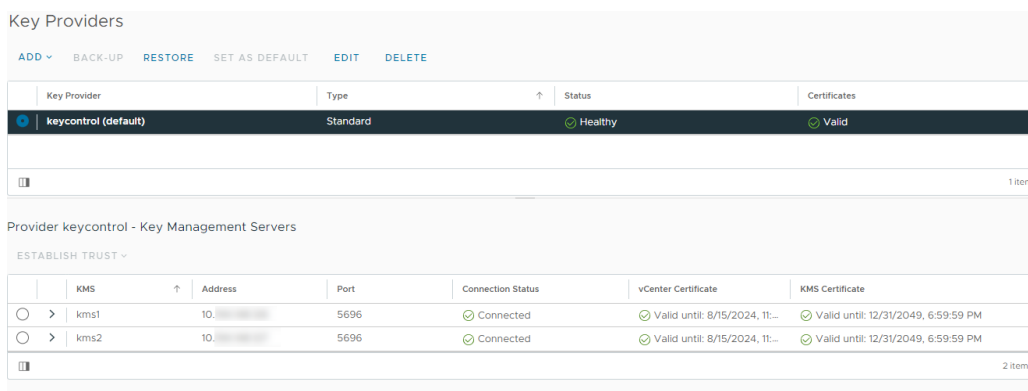 Key Providers
ADD BACK-UP RESTORE SET AS DEFAULT EDIT DELETE
Key Provider Type Status Certificates
keycontrol (default) Standard Healthy Valid
1 item
Provider keycontrol - Key Management Servers
ESTABLISH TRUST
KMS Address Port Connection Status vCenter Certificate KMS Certificate
kms1 10. 5696 Connected Valid until: 8/15/2024, 11:... Valid until: 12/31/2049, 6:59:59 PM
kms2 10. 5696 Connected Valid until: 8/15/2024, 11:... Valid until: 12/31/2049, 6:59:59 PM
2 item